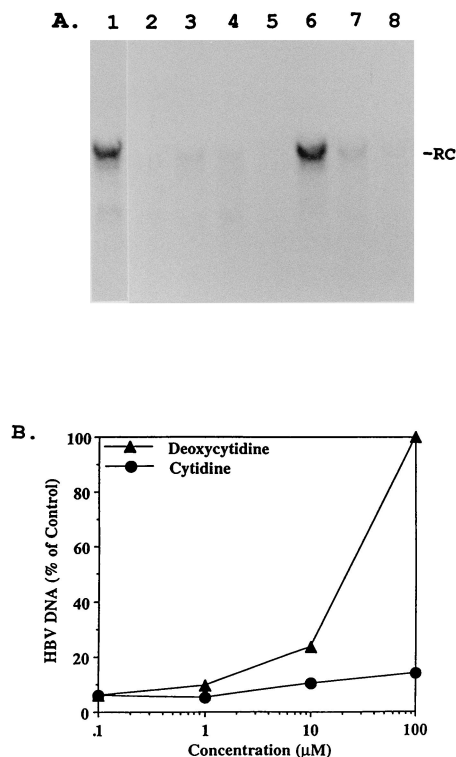 A. 1 2 3 4 5 6 7 8
-RC
B.
100
80
60
40
20
0
HBV DNA (% of Control)
Deoxycytidine
Cytidine
.1 1 10 100
Concentration (μM)